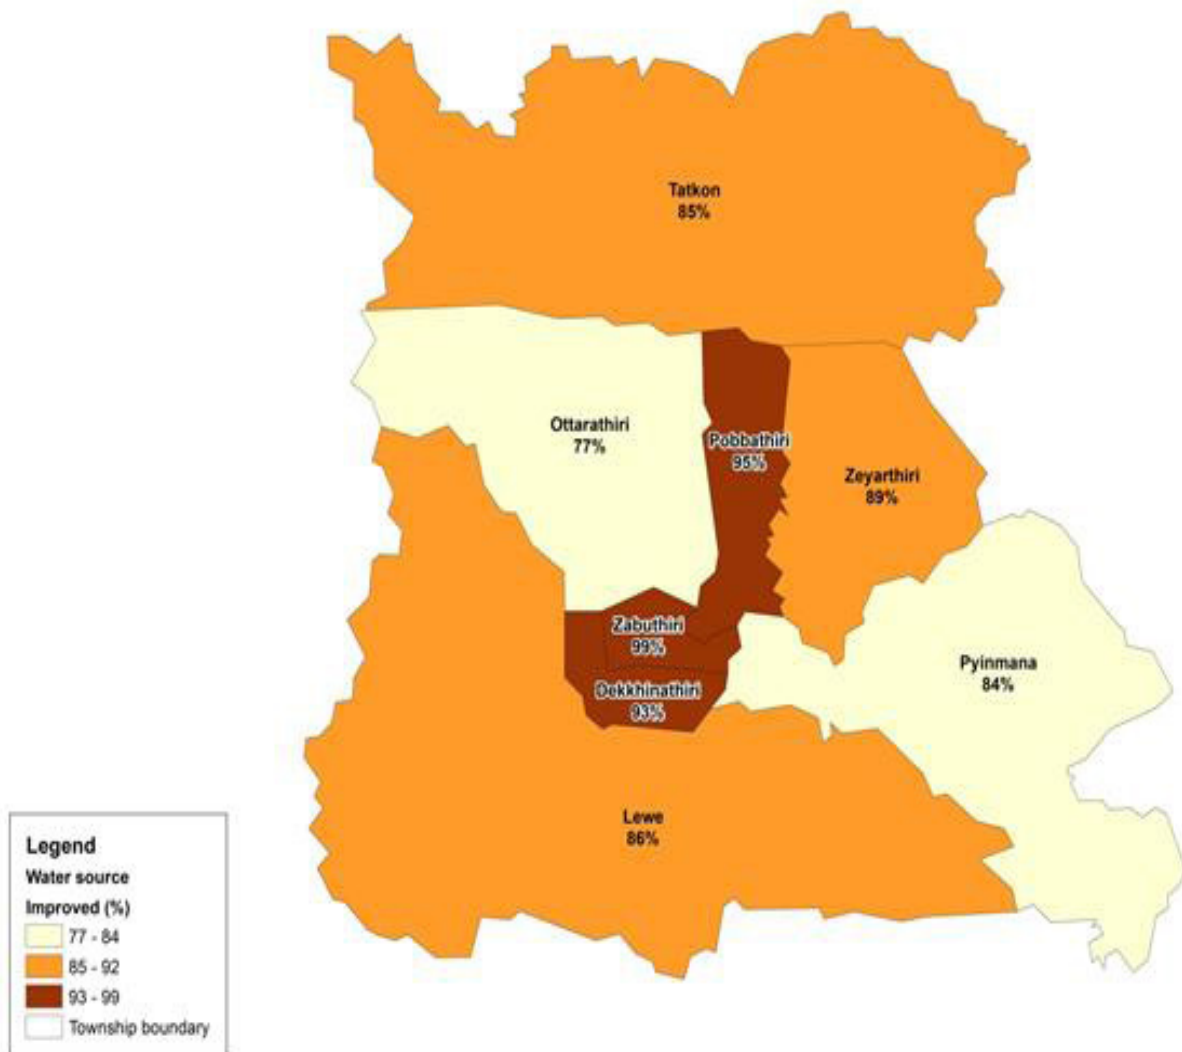 Tatkon
85%
Ottarathiri
77%
Pobbathiri
95%
Zeyarthiri
89%
Zabuthiri
99%
Pyinmana
84%
Dekkhinathiri
93%
Lewe
86%
Legend
Water source
Improved (%)
77 - 84
85 - 92
93 - 99
Township boundary